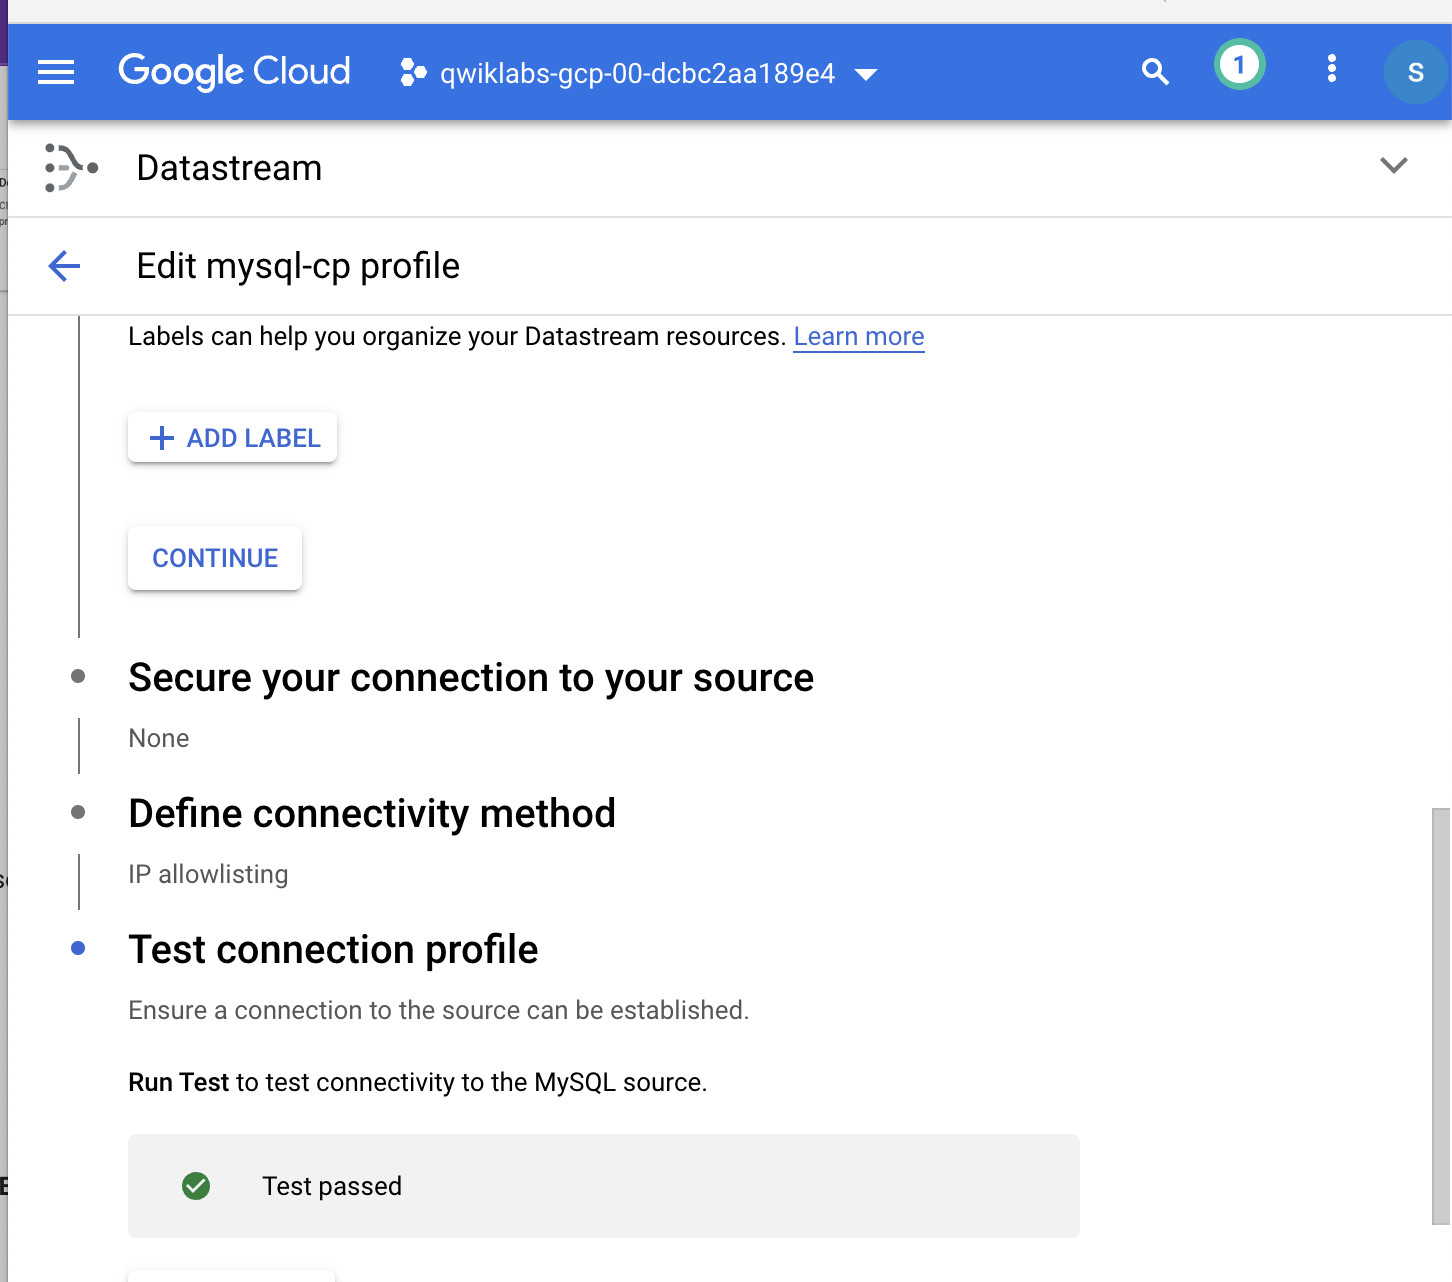 Google Cloud
qwiklabs-gcp-00-dcbc2aa189e4
1
S
Datastream
Edit mysql-cp profile
Labels can help you organize your Datastream resources. Learn more
ADD LABEL
CONTINUE
Secure your connection to your source
None
Define connectivity method
IP allowlisting
Test connection profile
Ensure a connection to the source can be established.
Run Test to test connectivity to the MySQL source.
Test passed